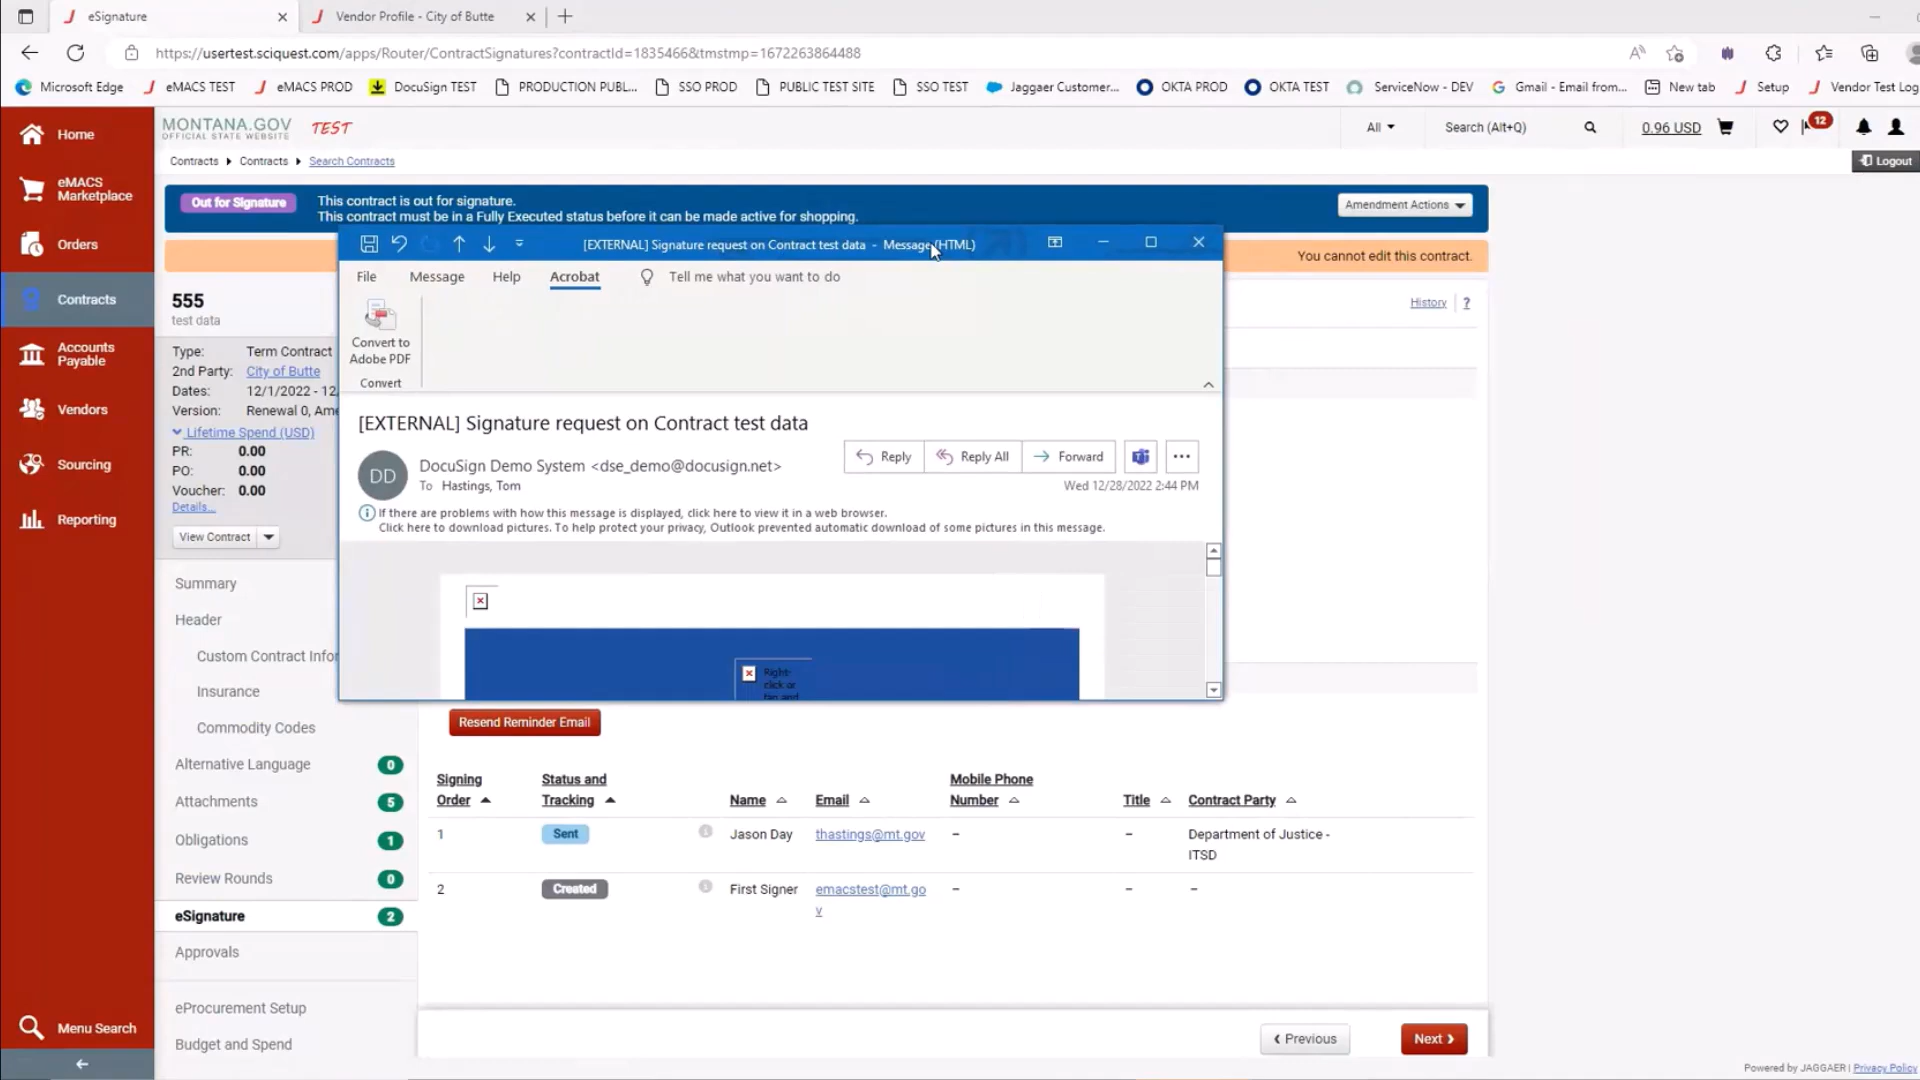 eSignature
Vendor Profile - City of Butte
https://usertest.sciquest.com/apps/Router/ContractSignatures?contractId=1835466&tmstmp=1672263864488
Microsoft Edge
eMACS TEST
eMACS PROD
DocuSign TEST
PRODUCTION PUBL...
SSO PROD
PUBLIC TEST SITE
SSO TEST
Jaggaer Customer...
OKTA PROD
OKTA TEST
ServiceNow - DEV
Gmail - Email from...
New tab
Setup
Vendor Test Log
Home
eMACS
Marketplace
Orders
Contracts
Accounts
Payable
Vendors
Sourcing
Reporting
Menu Search
MONTANA.GOV
OFFICIAL STATE WEBSITE
TEST
All
Search (Alt+Q)
0.96 USD
12
Contracts
Contracts
Search Contracts
Logout
Out for Signature
This contract is out for signature.
This contract must be in a Fully Executed status before it can be made active for shopping.
Amendment Actions
You cannot edit this contract.
History
?
555
test data
Type: Term Contract
2nd Party: City of Butte
Dates: 12/1/2022 - 12/
Version: Renewal 0, Ame
Lifetime Spend (USD)
PR: 0.00
PO: 0.00
Voucher: 0.00
Details...
View Contract
Summary
Header
Custom Contract Infor
Insurance
Commodity Codes
Alternative Language 0
Attachments 5
Obligations 1
Review Rounds 0
eSignature 2
Approvals
eProcurement Setup
Budget and Spend
[EXTERNAL] Signature request on Contract test data - Message (HTML)
File
Message
Help
Acrobat
Tell me what you want to do
Convert to
Adobe PDF
Convert
[EXTERNAL] Signature request on Contract test data
DD
DocuSign Demo System <dse_demo@docusign.net>
To Hastings, Tom
Reply
Reply All
Forward
Wed 12/28/2022 2:44 PM
If there are problems with how this message is displayed, click here to view it in a web browser.
Click here to download pictures. To help protect your privacy, Outlook prevented automatic download of some pictures in this message.
Right-
click or
tap and
Resend Reminder Email
Signing
Order
Status and
Tracking
Name
Email
Mobile Phone
Number
Title
Contract Party
1 Sent Jason Day thastings@mt.gov – – Department of Justice -
ITSD
2 Created First Signer emacstest@mt.go – – –
v
Previous
Next
Powered by JAGGAER | Privacy Policy